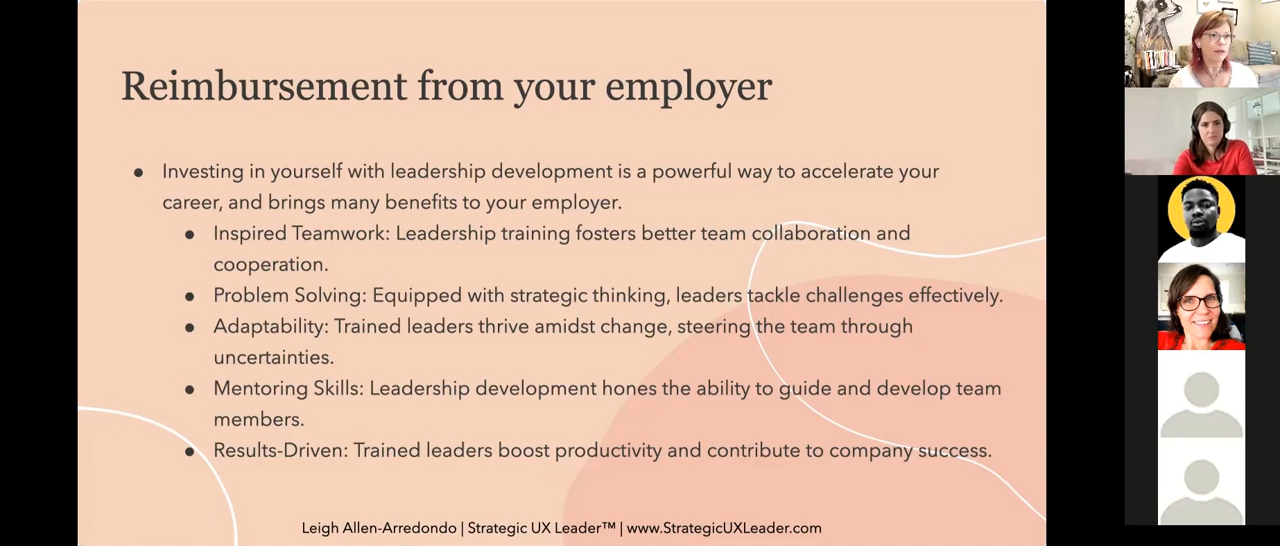 Reimbursement from your employer
● Investing in yourself with leadership development is a powerful way to accelerate your
career, and brings many benefits to your employer.
● Inspired Teamwork: Leadership training fosters better team collaboration and
cooperation.
● Problem Solving: Equipped with strategic thinking, leaders tackle challenges effectively.
● Adaptability: Trained leaders thrive amidst change, steering the team through
uncertainties.
● Mentoring Skills: Leadership development hones the ability to guide and develop team
members.
● Results-Driven: Trained leaders boost productivity and contribute to company success.
Leigh Allen-Arredondo | Strategic UX Leader™ | www.StrategicUXLeader.com